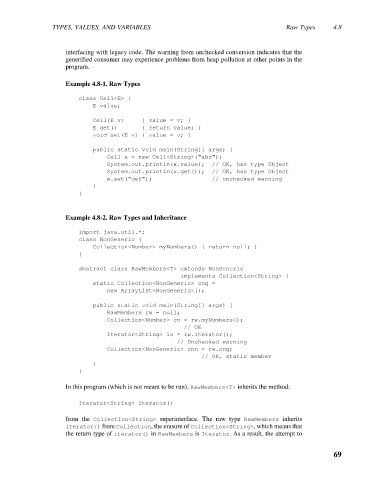 TYPES, VALUES, AND VARIABLES Raw Types 4.8
interfacing with legacy code. The warning from unchecked conversion indicates that the
generified consumer may experience problems from heap pollution at other points in the
program.
Example 4.8-1. Raw Types
class Cell<E> {
E value;
Cell(E v) { value = v; }
E get() { return value; }
void set(E v) { value = v; }
public static void main(String[] args) {
Cell x = new Cell<String>("abc");
System.out.println(x.value); // OK, has type Object
System.out.println(x.get()); // OK, has type Object
x.set("def"); // unchecked warning
}
}
Example 4.8-2. Raw Types and Inheritance
import java.util.*;
class NonGeneric {
Collection<Number> myNumbers() { return null; }
}
abstract class RawMembers<T> extends NonGeneric
implements Collection<String> {
static Collection<NonGeneric> cng =
new ArrayList<NonGeneric>();
public static void main(String[] args) {
RawMembers rw = null;
Collection<Number> cn = rw.myNumbers();
// OK
Iterator<String> is = rw.iterator();
// Unchecked warning
Collection<NonGeneric> cnn = rw.cng;
// OK, static member
}
}
In this program (which is not meant to be run), RawMembers<T> inherits the method:
Iterator<String> iterator()
from the Collection<String> superinterface. The raw type RawMembers inherits
iterator() from Collection, the erasure of Collection<String>, which means that
the return type of iterator() in RawMembers is Iterator. As a result, the attempt to
69